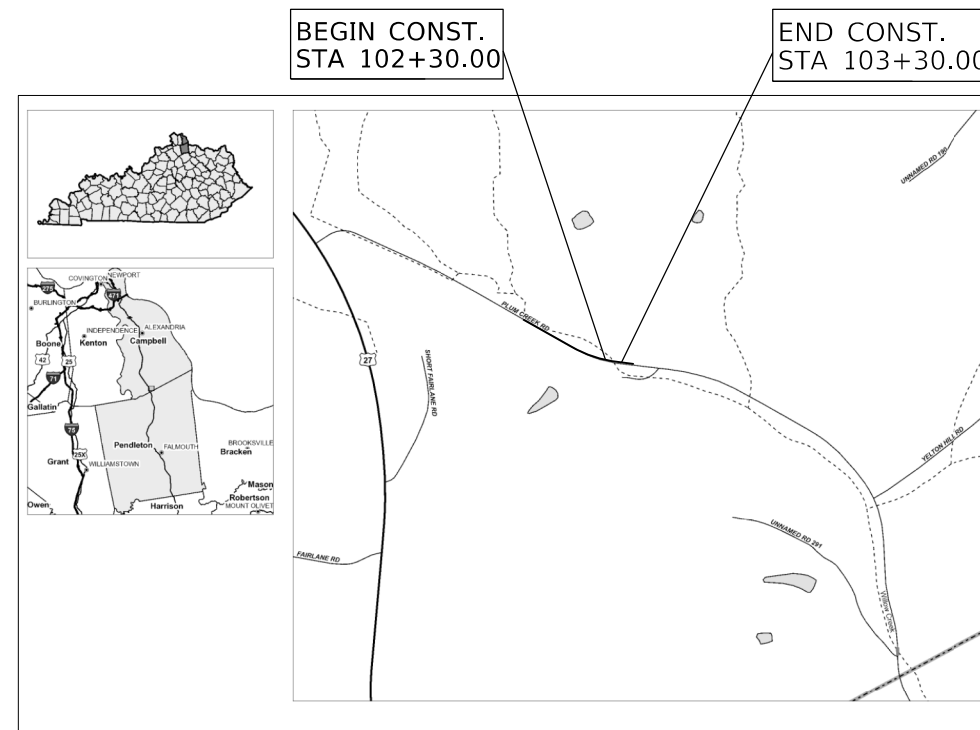 BEGIN CONST.
STA 102+30.00
END CONST.
STA 103+30.00
UNNAMED RD 190
PLUM CREEK RD
27
SHORT FAIRLANE RD
YELTON HILL RD
UNNAMED RD 291
FAIRLANE RD
Willow Creek
COVINGTON
NEWPORT
275
471
BURLINGTON
INDEPENDENCE
ALEXANDRIA
Boone
Kenton
Campbell
42
25
71
Gallatin
75
Pendleton
FALMOUTH
BROOKSVILLE
Bracken
25X
Grant
WILLIAMSTOWN
Mason
Robertson
MOUNT OLIVET
Owen
Harrison